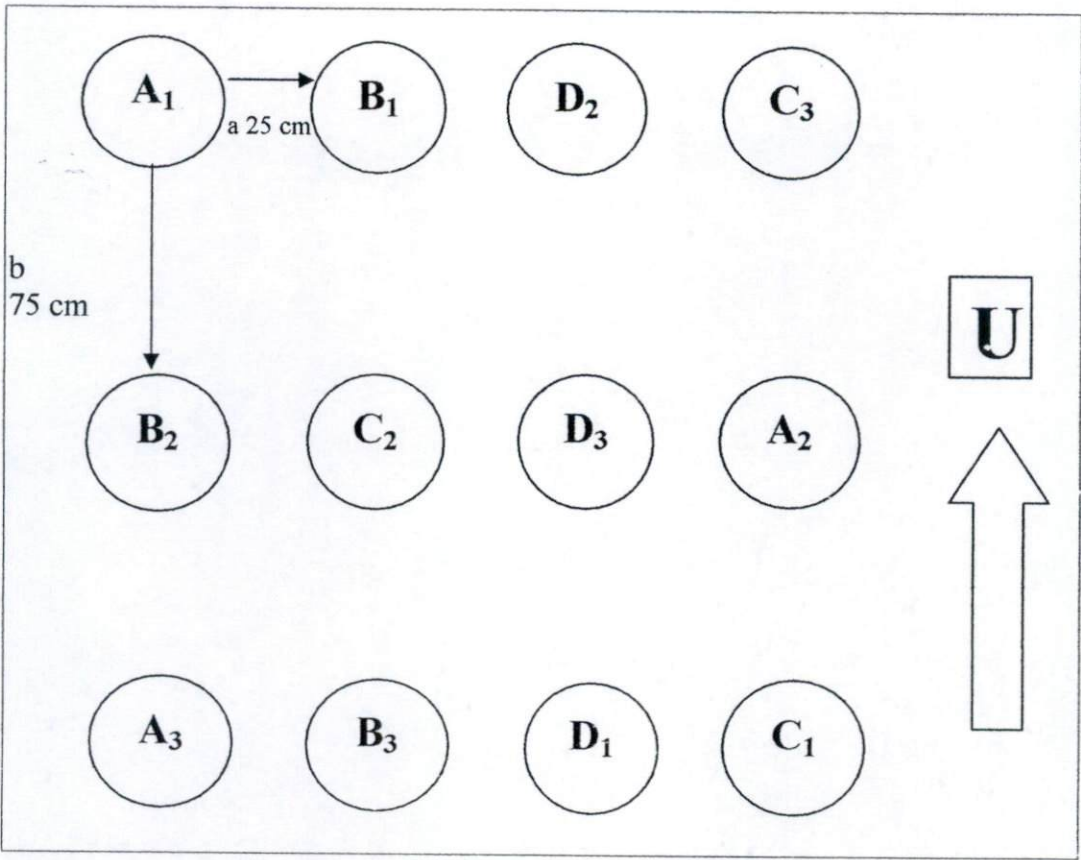 A₁ B₁ D₂ C₃
a 25 cm
b
75 cm
U
B₂ C₂ D₃ A₂
A₃ B₃ D₁ C₁